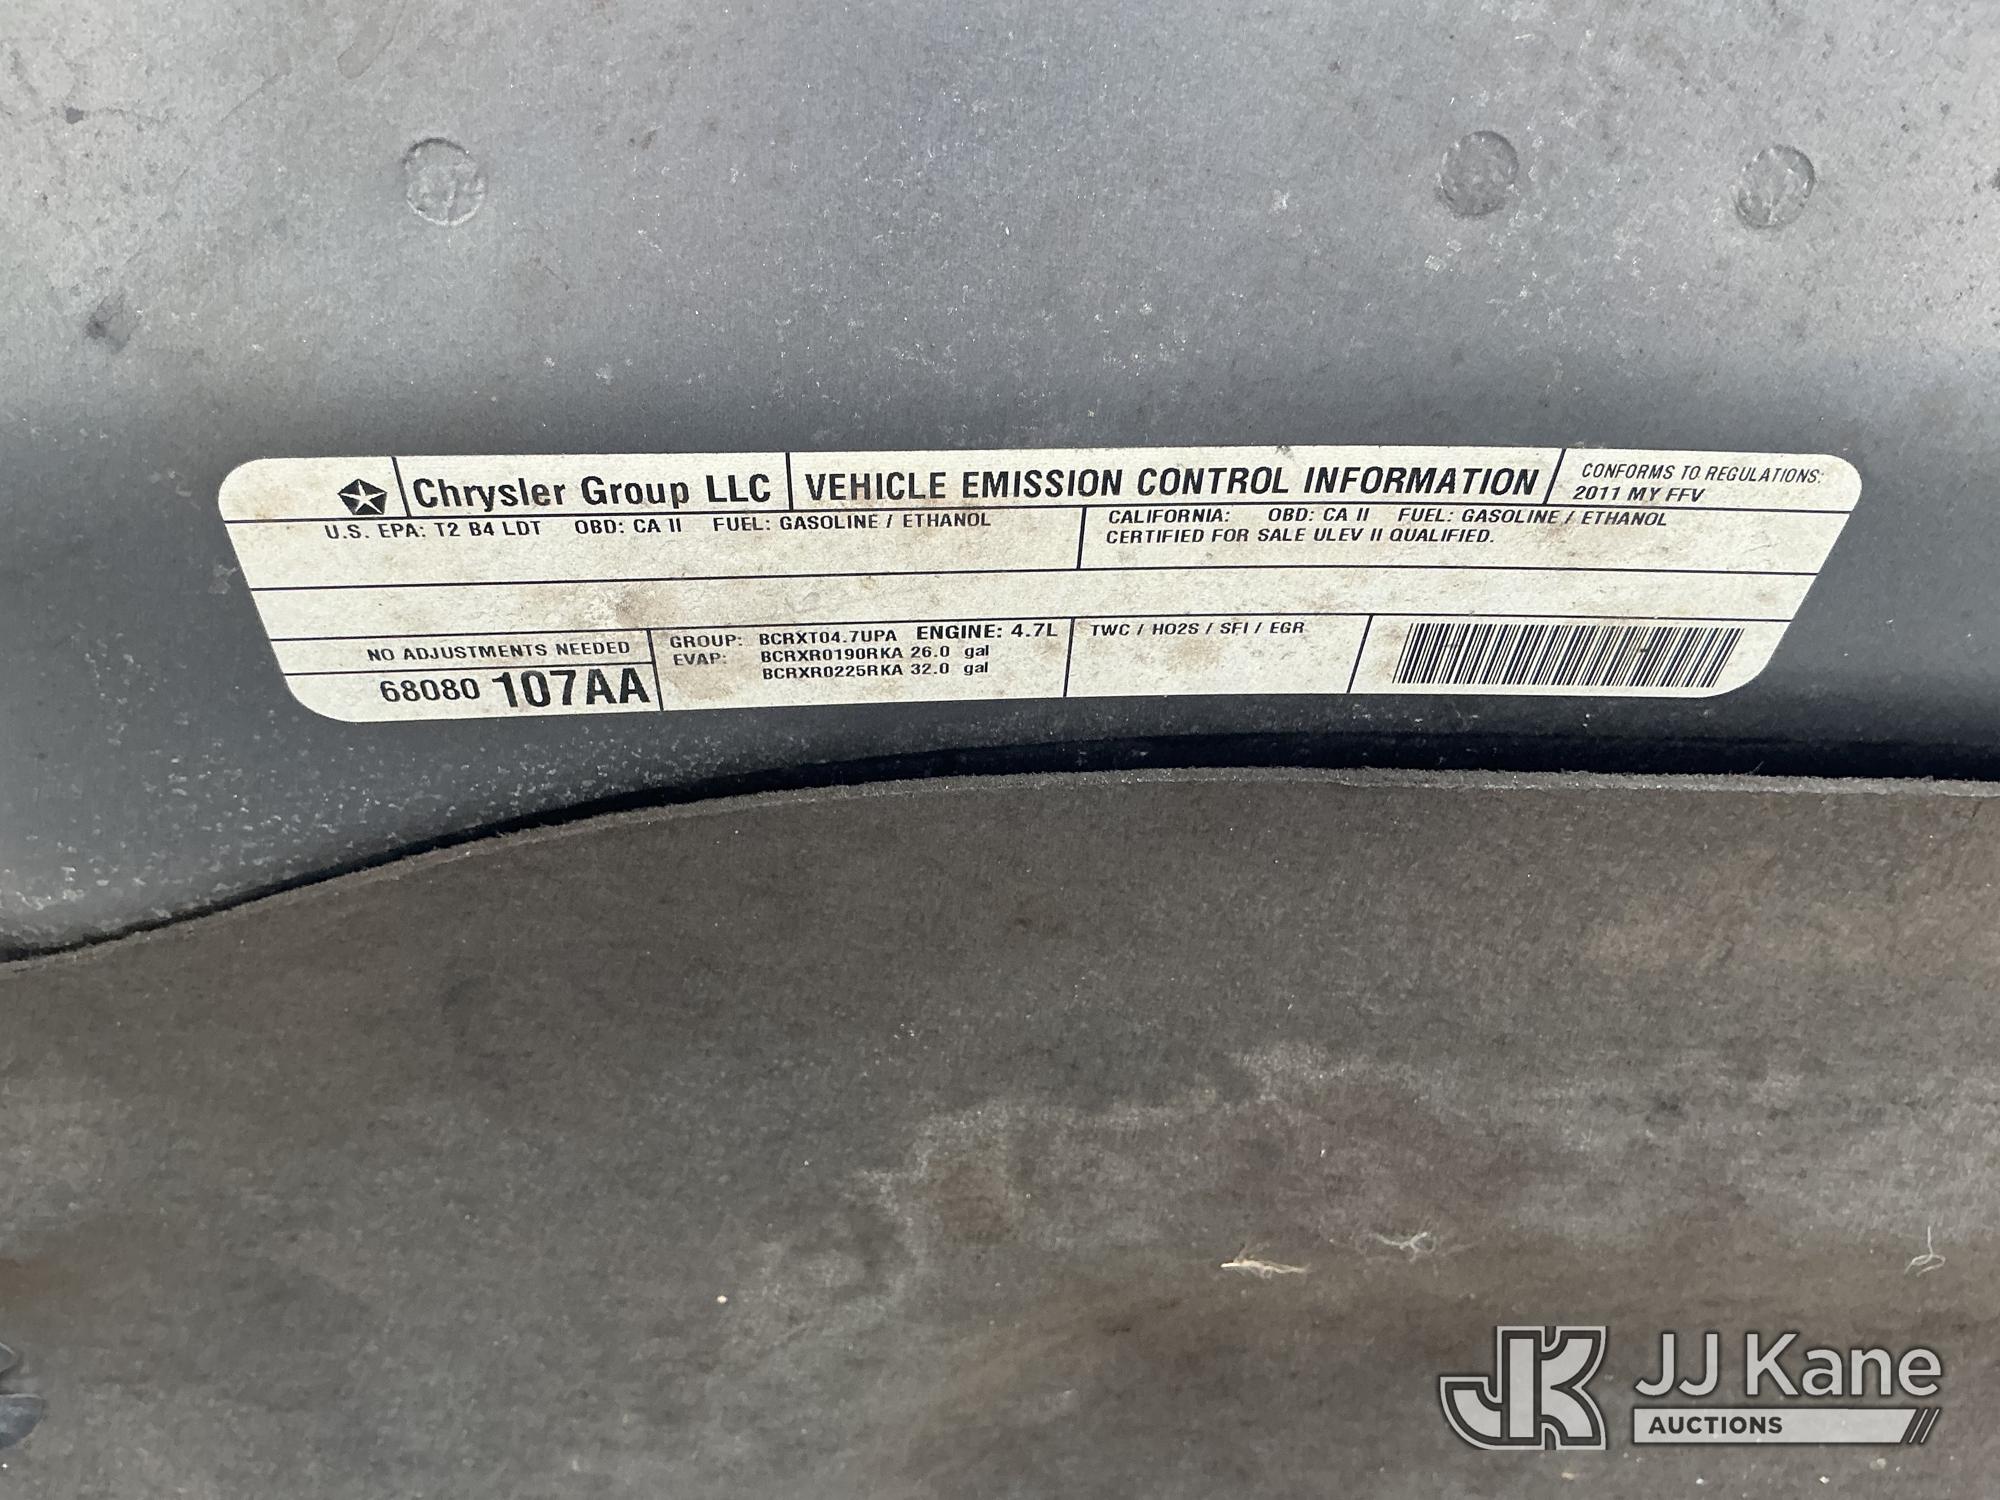 Chrysler Group LLC VEHICLE EMISSION CONTROL INFORMATION
CONFORMS TO REGULATIONS:
2011 MY FFV
U.S. EPA: T2 B4 LDT OBD: CA II FUEL: GASOLINE / ETHANOL
CALIFORNIA: OBD: CA II FUEL: GASOLINE / ETHANOL
CERTIFIED FOR SALE ULEV II QUALIFIED.
NO ADJUSTMENTS NEEDED
68080 107AA
GROUP: BCRXT04.7UPA ENGINE: 4.7L
EVAP: BCRXR0190RKA 26.0 gal
BCRXR0225RKA 32.0 gal
TWC / HO2S / SFI / EGR
JK JJ Kane
AUCTIONS